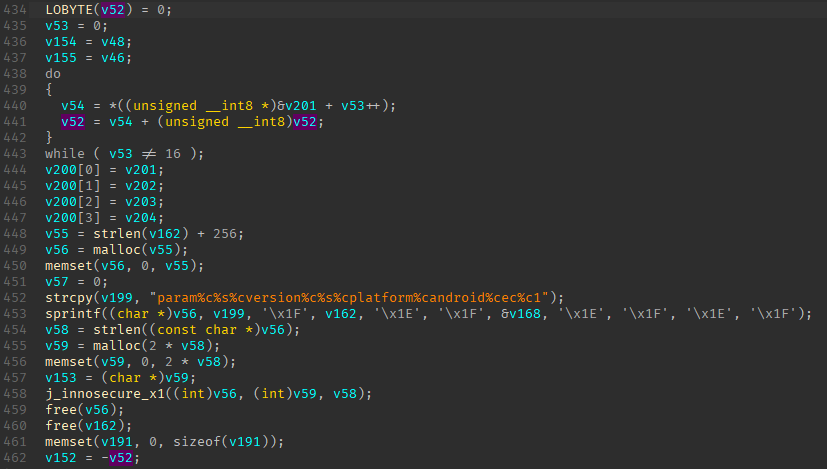 434 LOBYTE(v52) = 0;
435 v53 = 0;
436 v154 = v48;
437 v155 = v46;
438 do
439 {
440 v54 = *((unsigned __int8 *)&v201 + v53++);
441 v52 = v54 + (unsigned __int8)v52;
442 }
443 while ( v53 ≠ 16 );
444 v200[0] = v201;
445 v200[1] = v202;
446 v200[2] = v203;
447 v200[3] = v204;
448 v55 = strlen(v162) + 256;
449 v56 = malloc(v55);
450 memset(v56, 0, v55);
451 v57 = 0;
452 strcpy(v199, "param%c%s%cversion%c%s%cplatform%candroid%cec%c1");
453 sprintf((char *)v56, v199, '\x1F', v162, '\x1E', '\x1F', &v168, '\x1E', '\x1F', '\x1E', '\x1F');
454 v58 = strlen((const char *)v56);
455 v59 = malloc(2 * v58);
456 memset(v59, 0, 2 * v58);
457 v153 = (char *)v59;
458 j_innosecure_x1((int)v56, (int)v59, v58);
459 free(v56);
460 free(v162);
461 memset(v191, 0, sizeof(v191));
462 v152 = -v52;